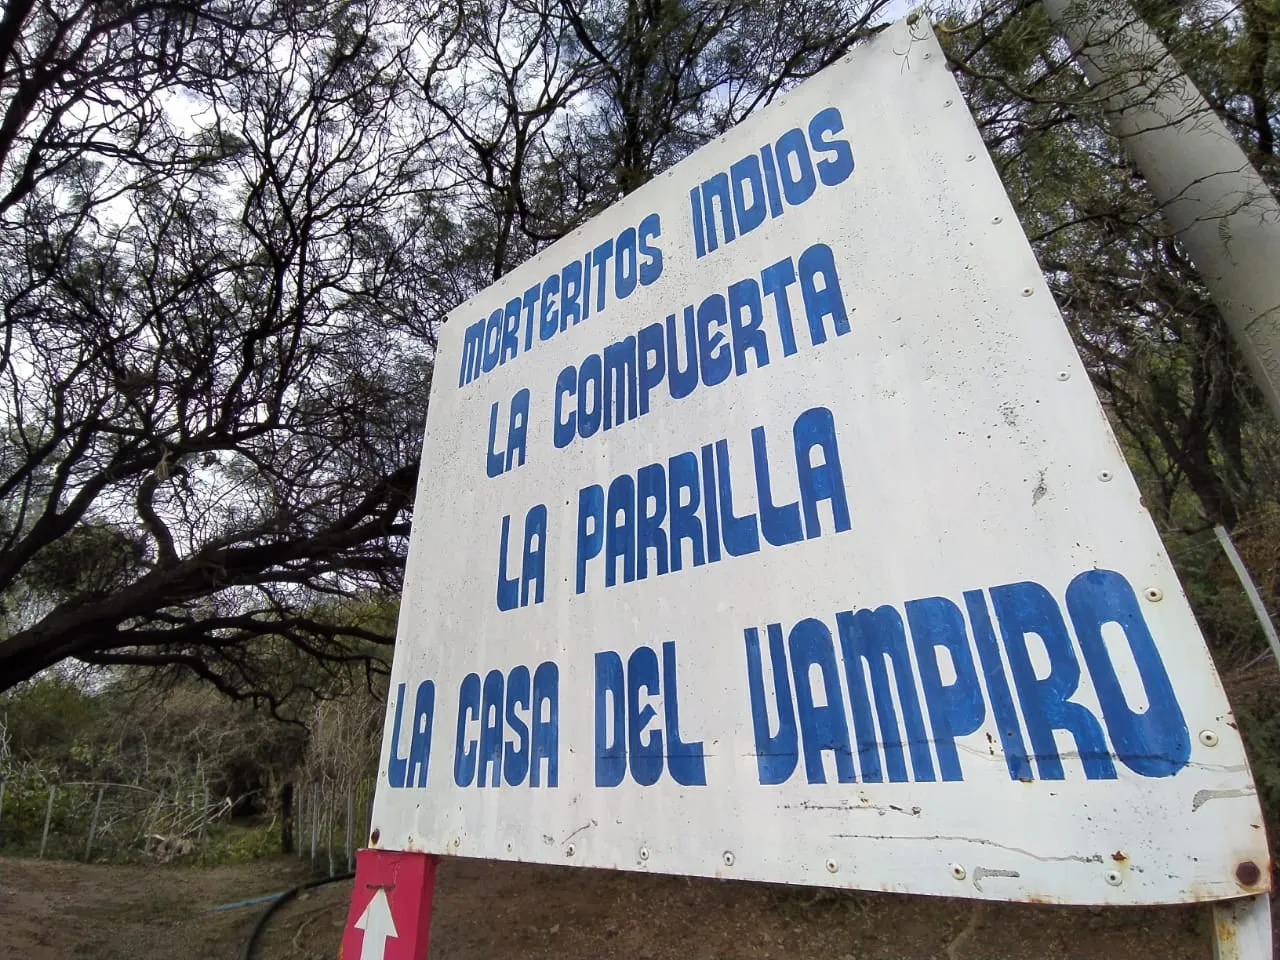 MORTERITOS INDIOS
LA COMPUERTA
LA PARRILLA
LA CASA DEL VAMPIRO